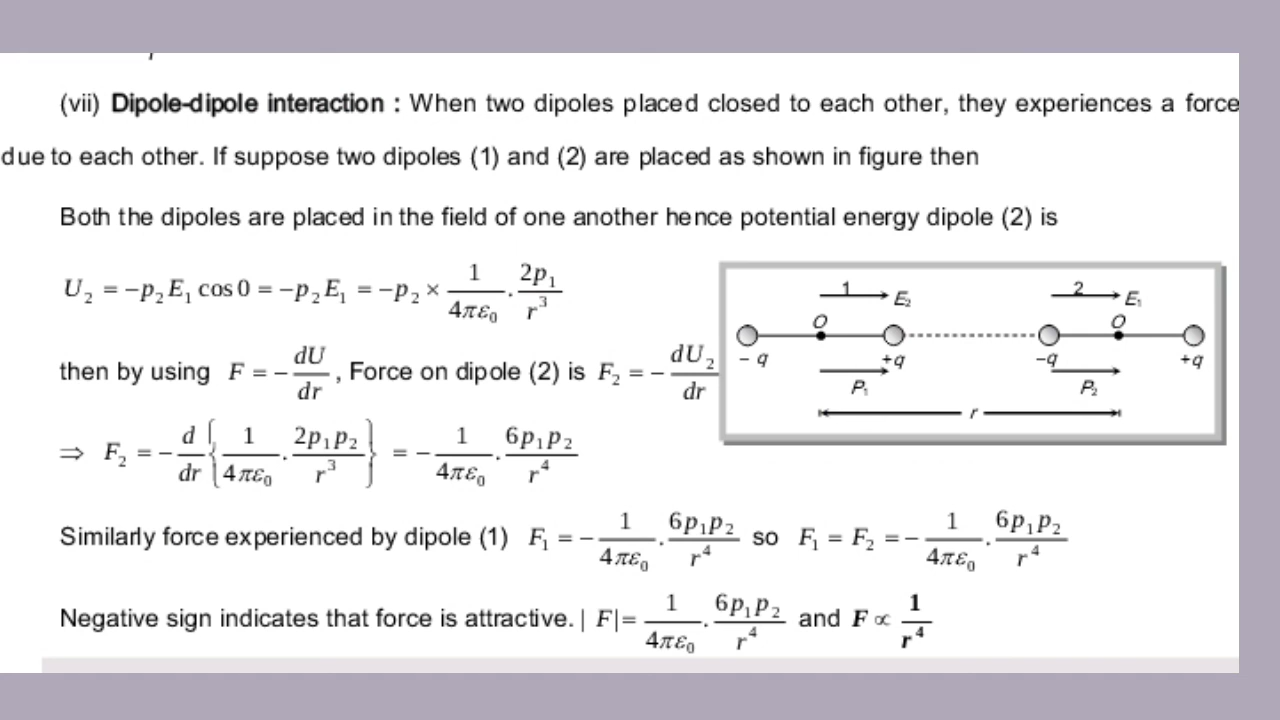 (vii) Dipole-dipole interaction : When two dipoles placed closed to each other, they experiences a force
due to each other. If suppose two dipoles (1) and (2) are placed as shown in figure then
Both the dipoles are placed in the field of one another hence potential energy dipole (2) is
U₂ = −p₂E₁ cos 0 = −p₂E₁ = −p₂ × 1/4πε₀ . 2p₁/r³
then by using F = − dU/dr , Force on dipole (2) is F₂ = − dU₂/dr
⇒ F₂ = − d/dr { 1/4πε₀ . 2p₁p₂/r³ } = − 1/4πε₀ . 6p₁p₂/r⁴
1 E₂ 2 E₁
O O
− q +q −q +q
P₁ P₂
r
Similarly force experienced by dipole (1) F₁ = − 1/4πε₀ . 6p₁p₂/r⁴ so F₁ = F₂ = − 1/4πε₀ . 6p₁p₂/r⁴
Negative sign indicates that force is attractive. | F|= 1/4πε₀ . 6p₁p₂/r⁴ and F ∝ 1/r⁴